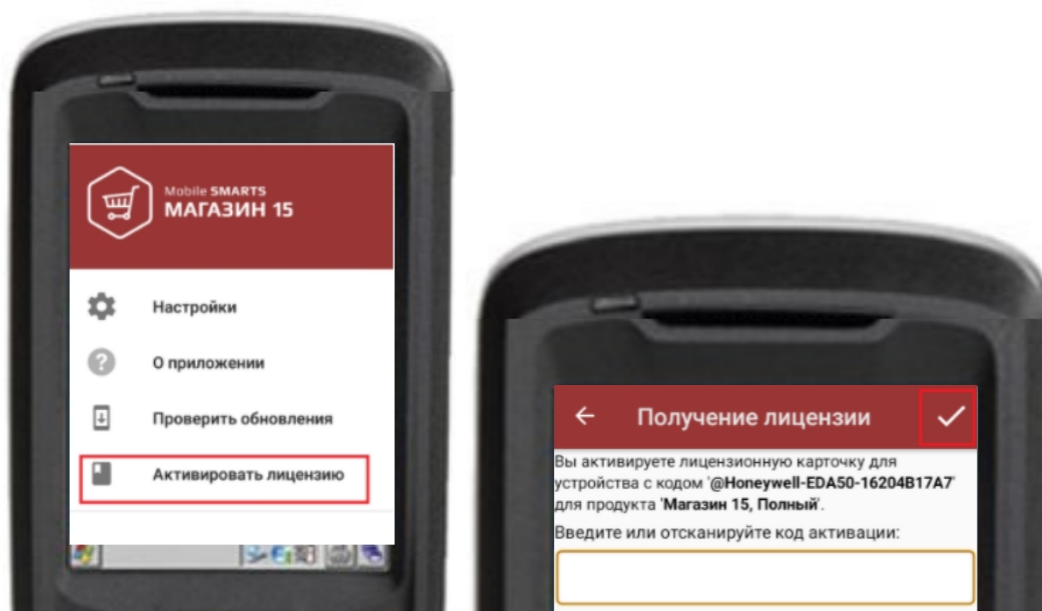 Mobile SMARTS
МАГАЗИН 15
Настройки
О приложении
Проверить обновления
Активировать лицензию
Получение лицензии
Вы активируете лицензионную карточку для
устройства с кодом '@Honeywell-EDA50-16204B17A7'
для продукта 'Магазин 15, Полный'.
Введите или отсканируйте код активации: